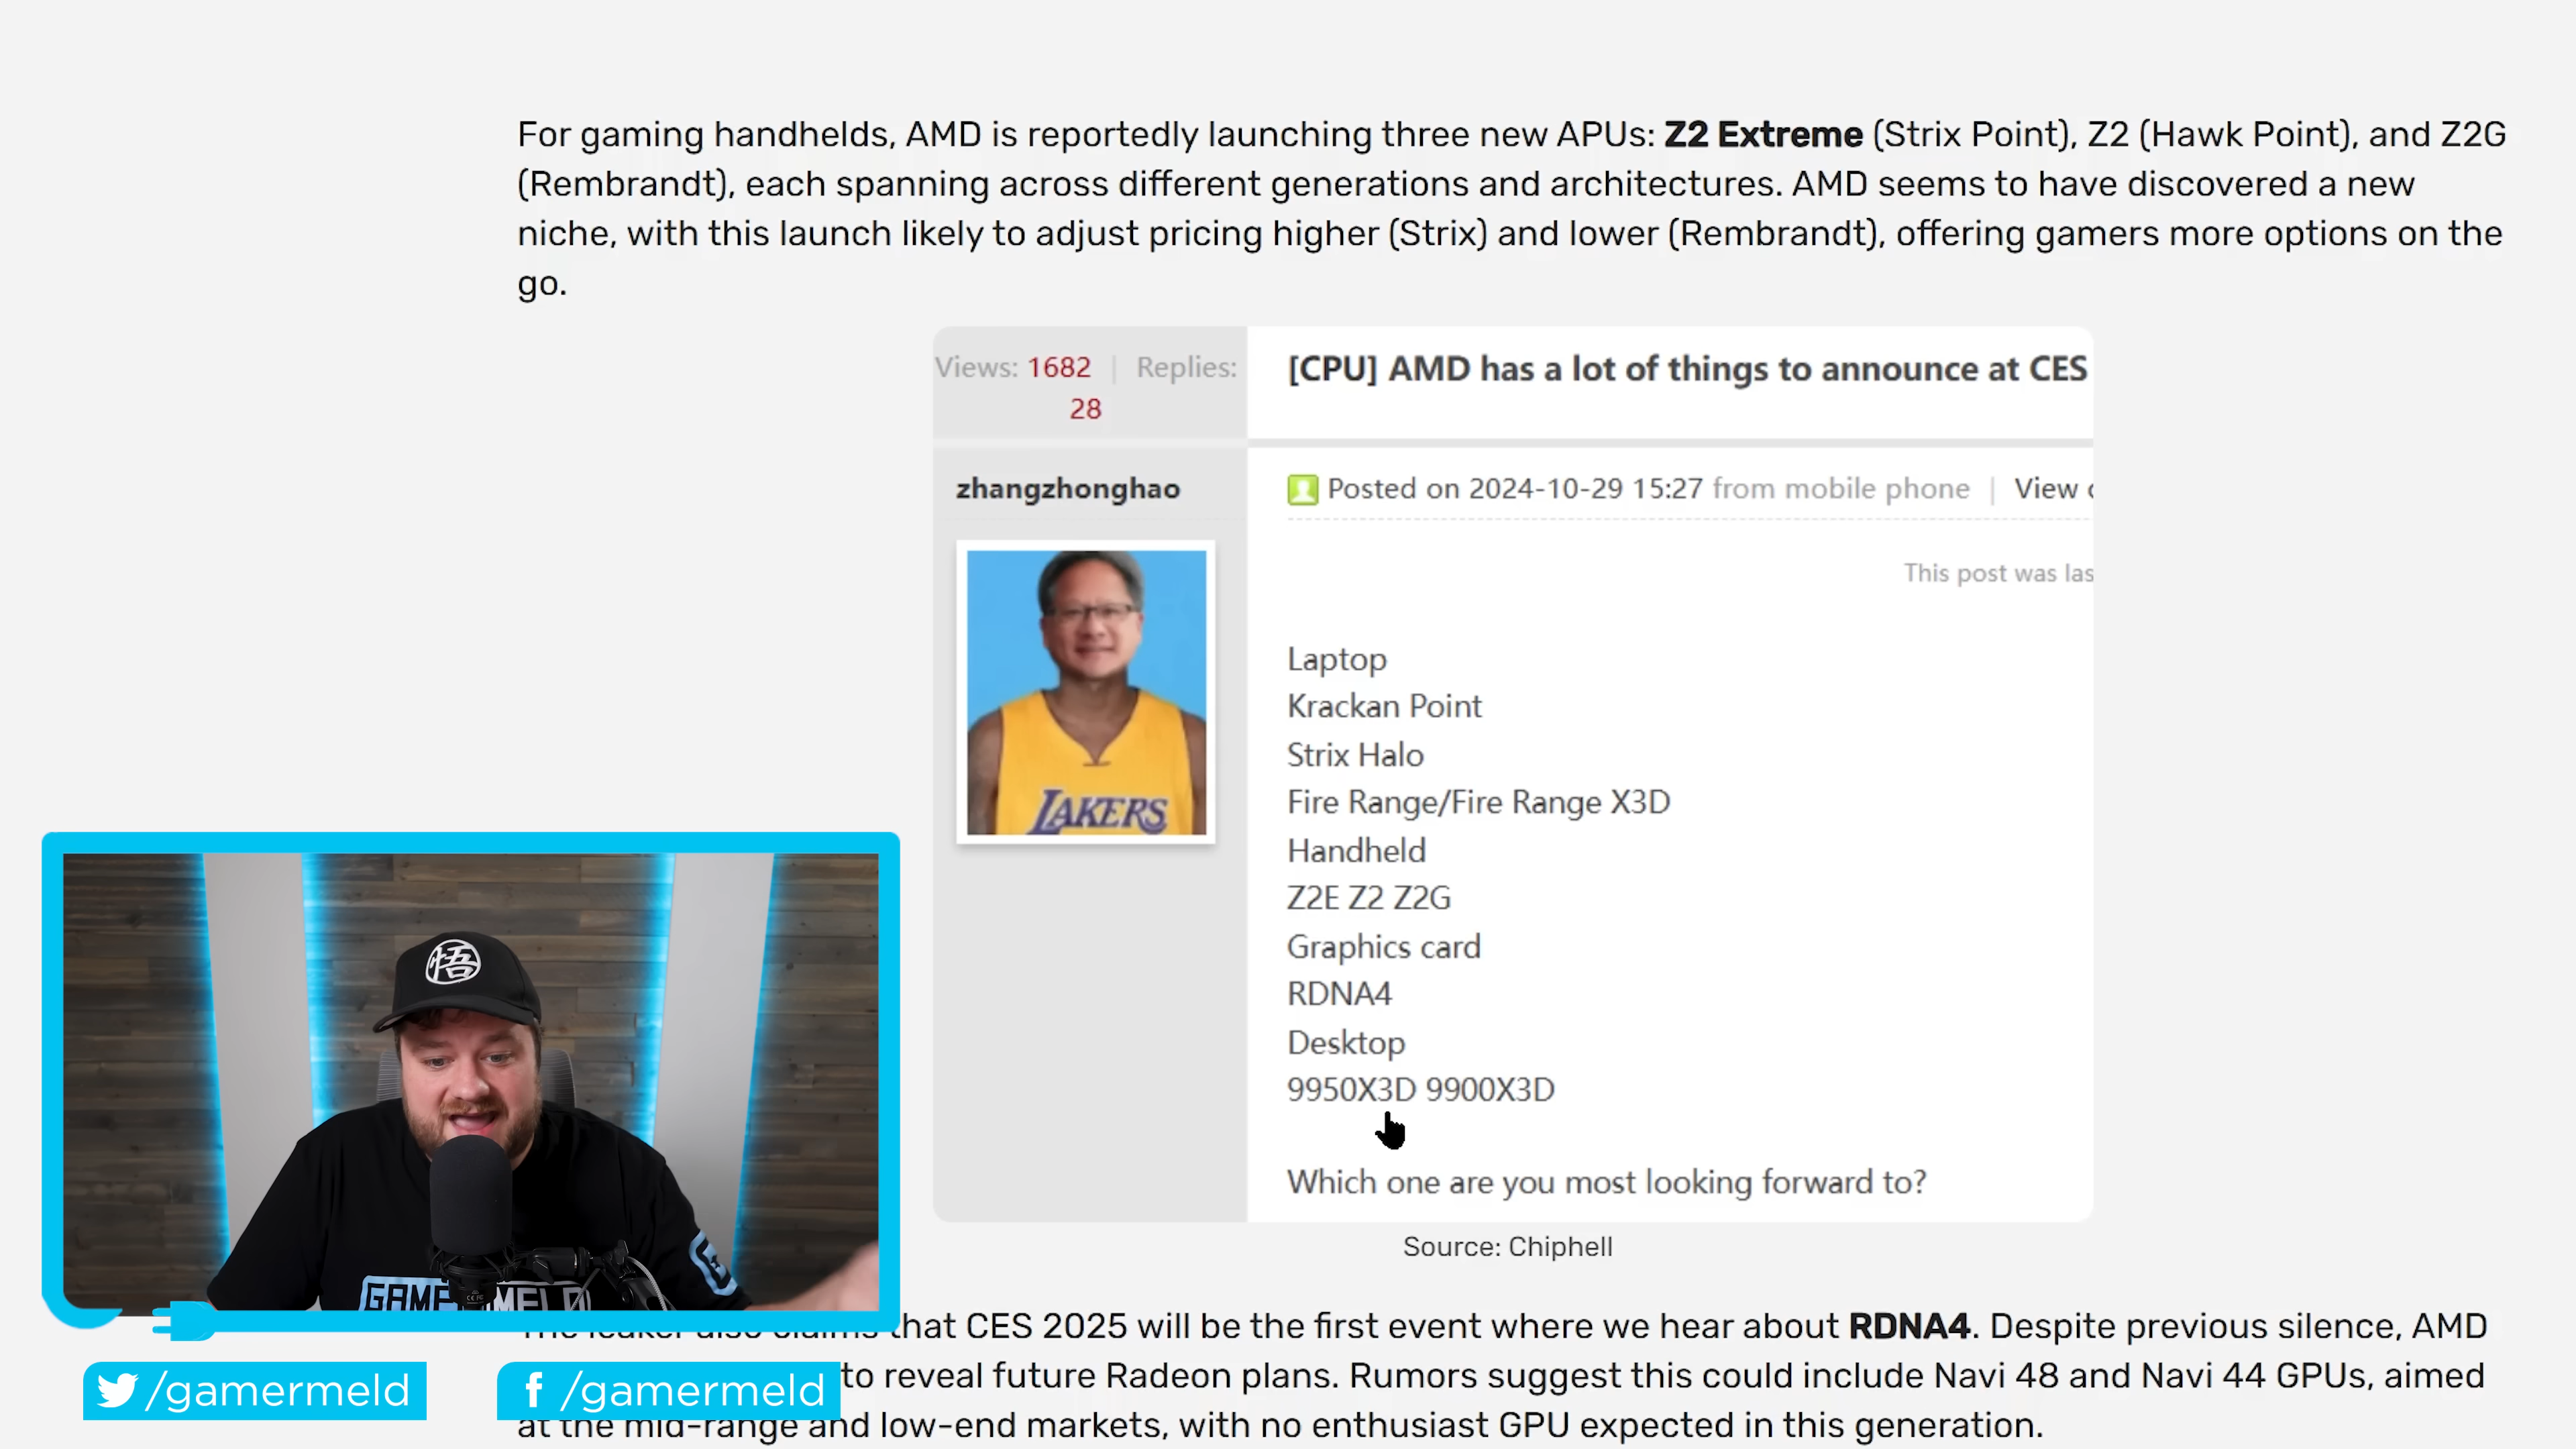 For gaming handhelds, AMD is reportedly launching three new APUs: Z2 Extreme (Strix Point), Z2 (Hawk Point), and Z2G
(Rembrandt), each spanning across different generations and architectures. AMD seems to have discovered a new
niche, with this launch likely to adjust pricing higher (Strix) and lower (Rembrandt), offering gamers more options on the
go.
Views: 1682 | Replies:
28
[CPU] AMD has a lot of things to announce at CES
zhangzhonghao
Posted on 2024-10-29 15:27 from mobile phone | View
This post was las
LAKERS
Laptop
Krackan Point
Strix Halo
Fire Range/Fire Range X3D
Handheld
Z2E Z2 Z2G
Graphics card
RDNA4
Desktop
9950X3D 9900X3D
Which one are you most looking forward to?
Source: Chiphell
悟
that CES 2025 will be the first event where we hear about RDNA4. Despite previous silence, AMD
to reveal future Radeon plans. Rumors suggest this could include Navi 48 and Navi 44 GPUs, aimed
at the mid-range and low-end markets, with no enthusiast GPU expected in this generation.
/gamermeld
/gamermeld